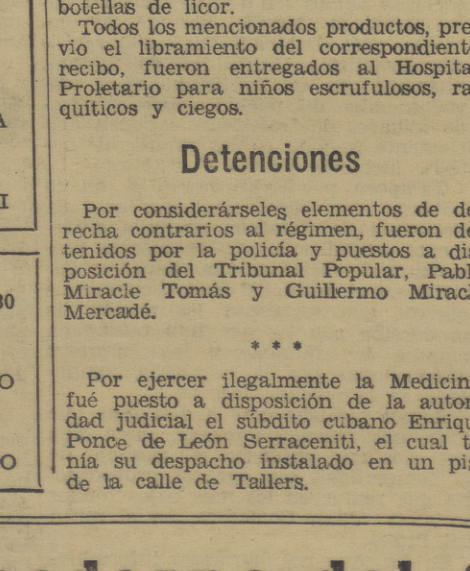 botellas de licor.
Todos los mencionados productos, pre
vio el libramiento del correspondient
recibo, fueron entregados al Hospita
Proletario para niños escrufulosos, ra
quíticos y ciegos.
Detenciones
Por considerárseles elementos de de
recha contrarios al régimen, fueron de
tenidos por la policía y puestos a dis
posición del Tribunal Popular, Pabl
Miracle Tomás y Guillermo Miracl
Mercadé.
* * *
Por ejercer ilegalmente la Medicin
fué puesto a disposición de la autor
dad judicial el súbdito cubano Enriqu
Ponce de León Serraceniti, el cual t
nía su despacho instalado en un pis
de la calle de Tallers.
A
I
30
O
O